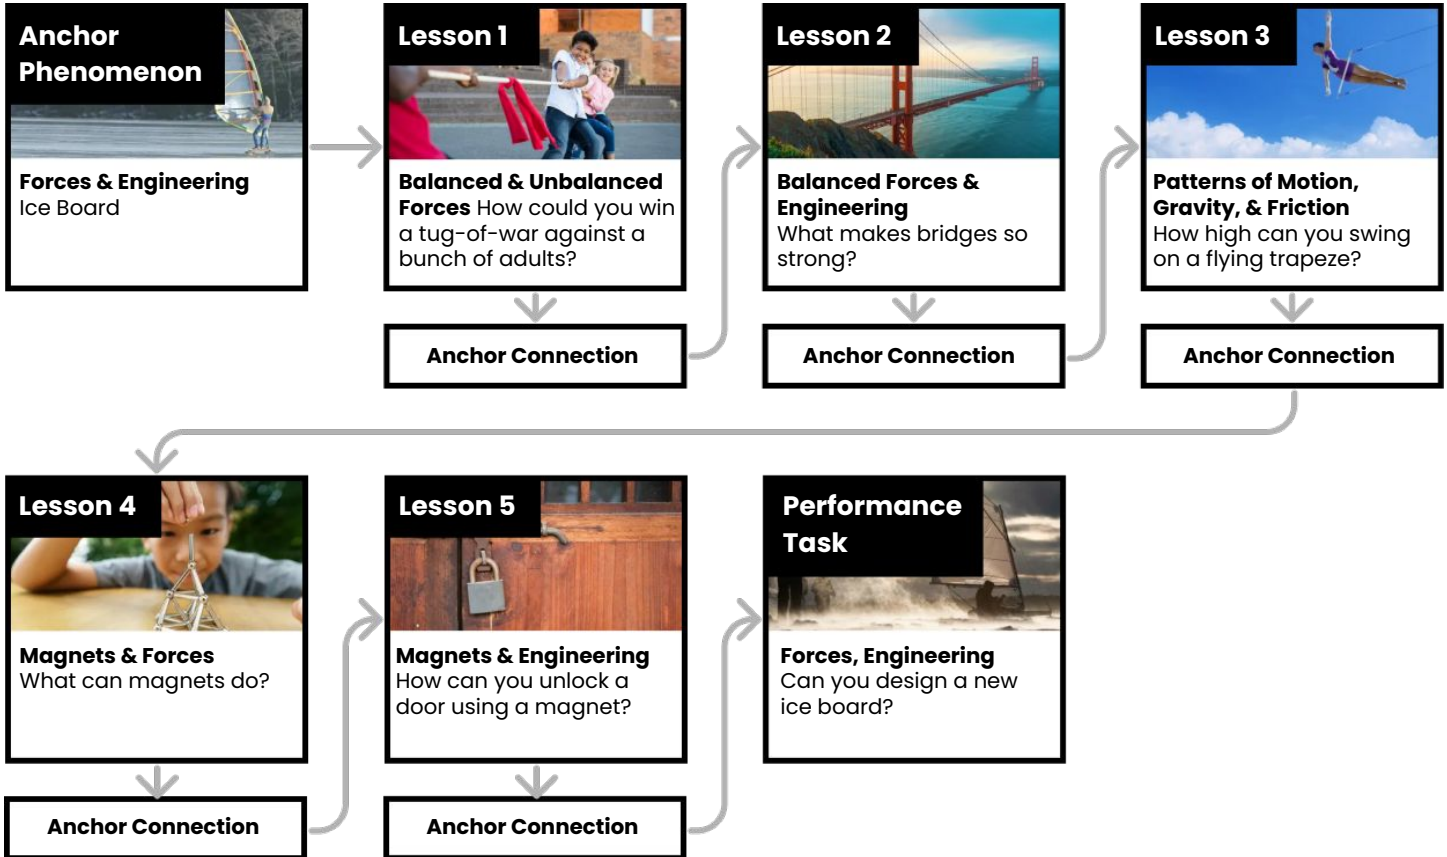 Anchor
Phenomenon
Forces & Engineering
Ice Board
Lesson 1
Balanced & Unbalanced
Forces How could you win
a tug-of-war against a
bunch of adults?
Anchor Connection
Lesson 2
Balanced Forces &
Engineering
What makes bridges so
strong?
Anchor Connection
Lesson 3
Patterns of Motion,
Gravity, & Friction
How high can you swing
on a flying trapeze?
Anchor Connection
Lesson 4
Magnets & Forces
What can magnets do?
Anchor Connection
Lesson 5
Magnets & Engineering
How can you unlock a
door using a magnet?
Anchor Connection
Performance
Task
Forces, Engineering
Can you design a new
ice board?